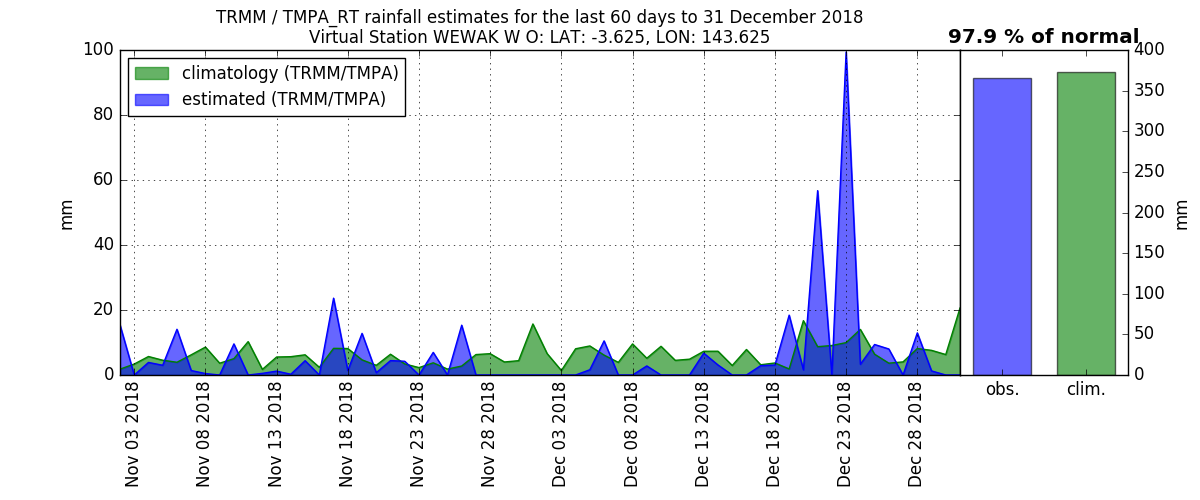 TRMM / TMPA_RT rainfall estimates for the last 60 days to 31 December 2018
Virtual Station WEWAK W O: LAT: -3.625, LON: 143.625
97.9 % of normal
climatology (TRMM/TMPA)
estimated (TRMM/TMPA)
100
80
60
40
20
0
mm
400
350
300
250
200
150
100
50
0
mm
Nov 03 2018
Nov 08 2018
Nov 13 2018
Nov 18 2018
Nov 23 2018
Nov 28 2018
Dec 03 2018
Dec 08 2018
Dec 13 2018
Dec 18 2018
Dec 23 2018
Dec 28 2018
obs.
clim.